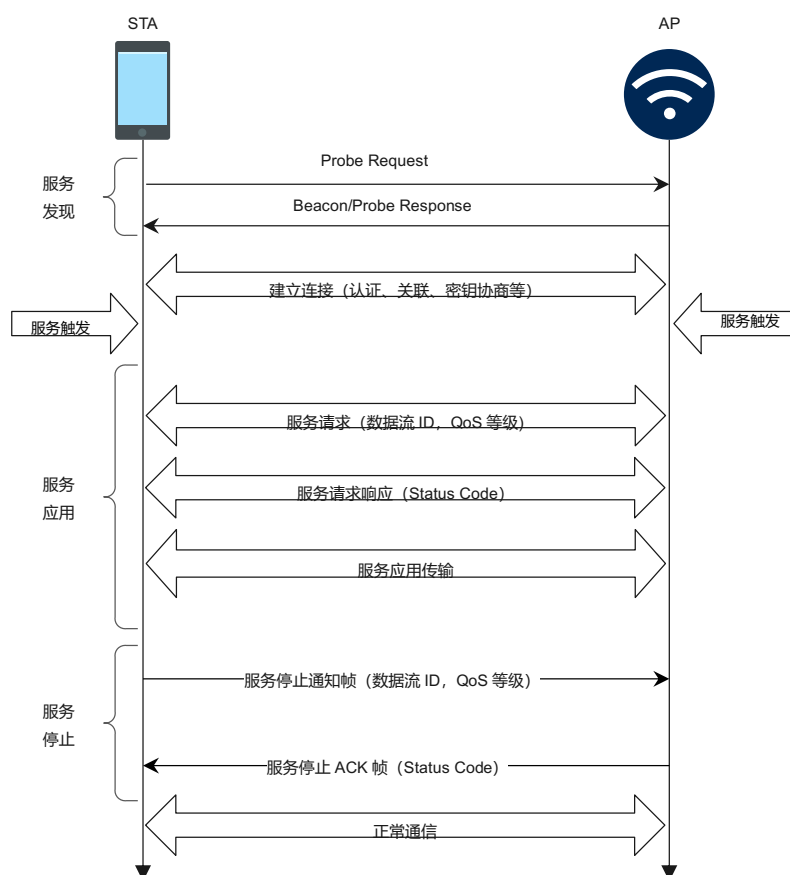 STA
AP
Probe Request
服务
发现
Beacon/Probe Response
建立连接（认证、关联、密钥协商等）
服务触发
服务触发
服务请求（数据流 ID，QoS 等级）
服务
应用
服务请求响应（Status Code）
服务应用传输
服务停止通知帧（数据流 ID，QoS 等级）
服务
停止
服务停止 ACK 帧（Status Code）
正常通信